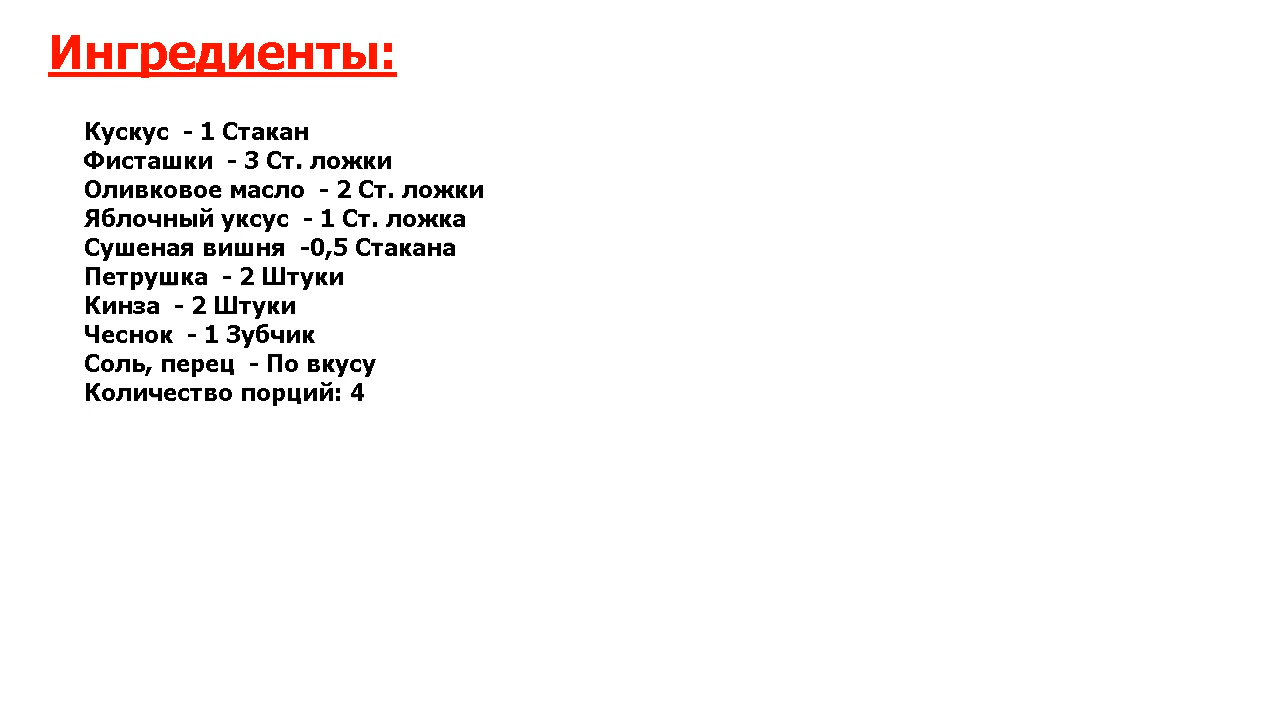 Ингредиенты:
Кускус - 1 Стакан
Фисташки - 3 Ст. ложки
Оливковое масло - 2 Ст. ложки
Яблочный уксус - 1 Ст. ложка
Сушеная вишня -0,5 Стакана
Петрушка - 2 Штуки
Кинза - 2 Штуки
Чеснок - 1 Зубчик
Соль, перец - По вкусу
Количество порций: 4